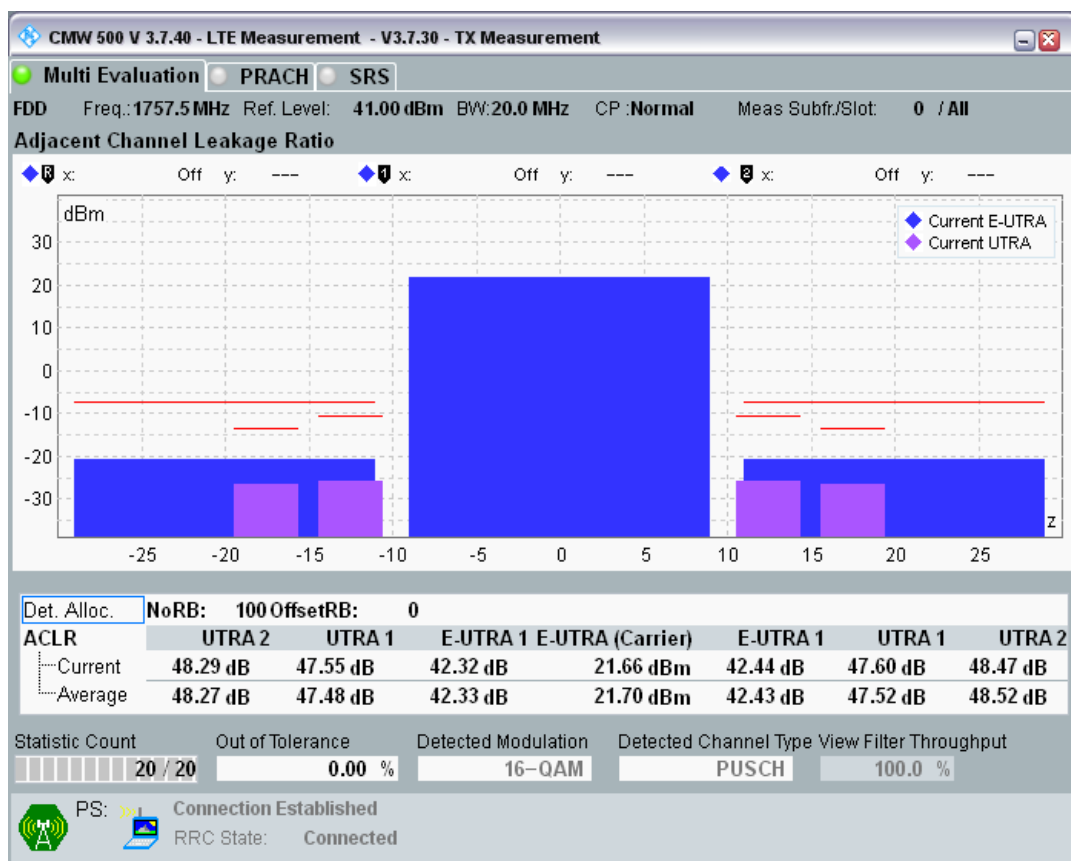 CMW 500 V 3.7.40 - LTE Measurement - V3.7.30 - TX Measurement
Multi Evaluation PRACH SRS
FDD Freq.: 1757.5 MHz Ref. Level: 41.00 dBm BW: 20.0 MHz CP : Normal Meas Subfr./Slot: 0 / All
Adjacent Channel Leakage Ratio
R x: Off y: --- 1 x: Off y: --- 2 x: Off y: ---
dBm
Current E-UTRA
Current UTRA
30
20
10
0
-10
-20
-30
z
-25 -20 -15 -10 -5 0 5 10 15 20 25
Det. Alloc. NoRB: 100 OffsetRB: 0
ACLR UTRA 2 UTRA 1 E-UTRA 1 E-UTRA (Carrier) E-UTRA 1 UTRA 1 UTRA 2
Current 48.29 dB 47.55 dB 42.32 dB 21.66 dBm 42.44 dB 47.60 dB 48.47 dB
Average 48.27 dB 47.48 dB 42.33 dB 21.70 dBm 42.43 dB 47.52 dB 48.52 dB
Statistic Count Out of Tolerance Detected Modulation Detected Channel Type View Filter Throughput
20 / 20 0.00 % 16-QAM PUSCH 100.0 %
PS: Connection Established
RRC State: Connected